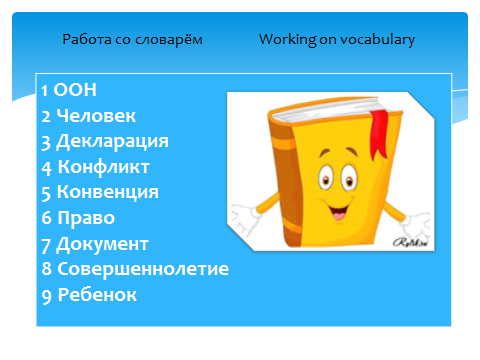 Работа со словарём Working on vocabulary
1 ООН
2 Человек
3 Декларация
4 Конфликт
5 Конвенция
6 Право
7 Документ
8 Совершеннолетие
9 Ребенок